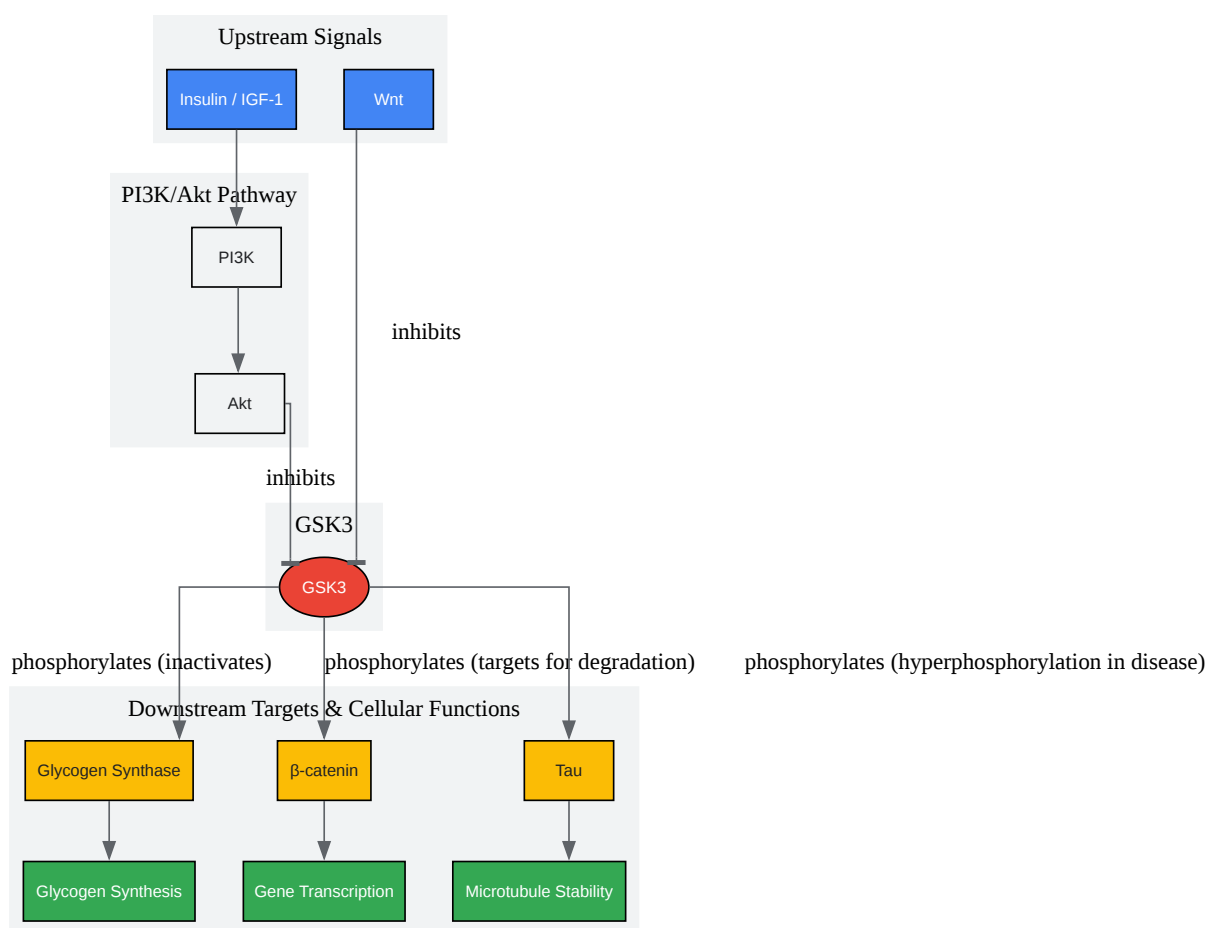 Upstream Signals
Insulin / IGF-1
Wnt
PI3K/Akt Pathway
PI3K
inhibits
Akt
inhibits
GSK3
GSK3
phosphorylates (inactivates)
phosphorylates (targets for degradation)
phosphorylates (hyperphosphorylation in disease)
Downstream Targets & Cellular Functions
Glycogen Synthase
β-catenin
Tau
Glycogen Synthesis
Gene Transcription
Microtubule Stability